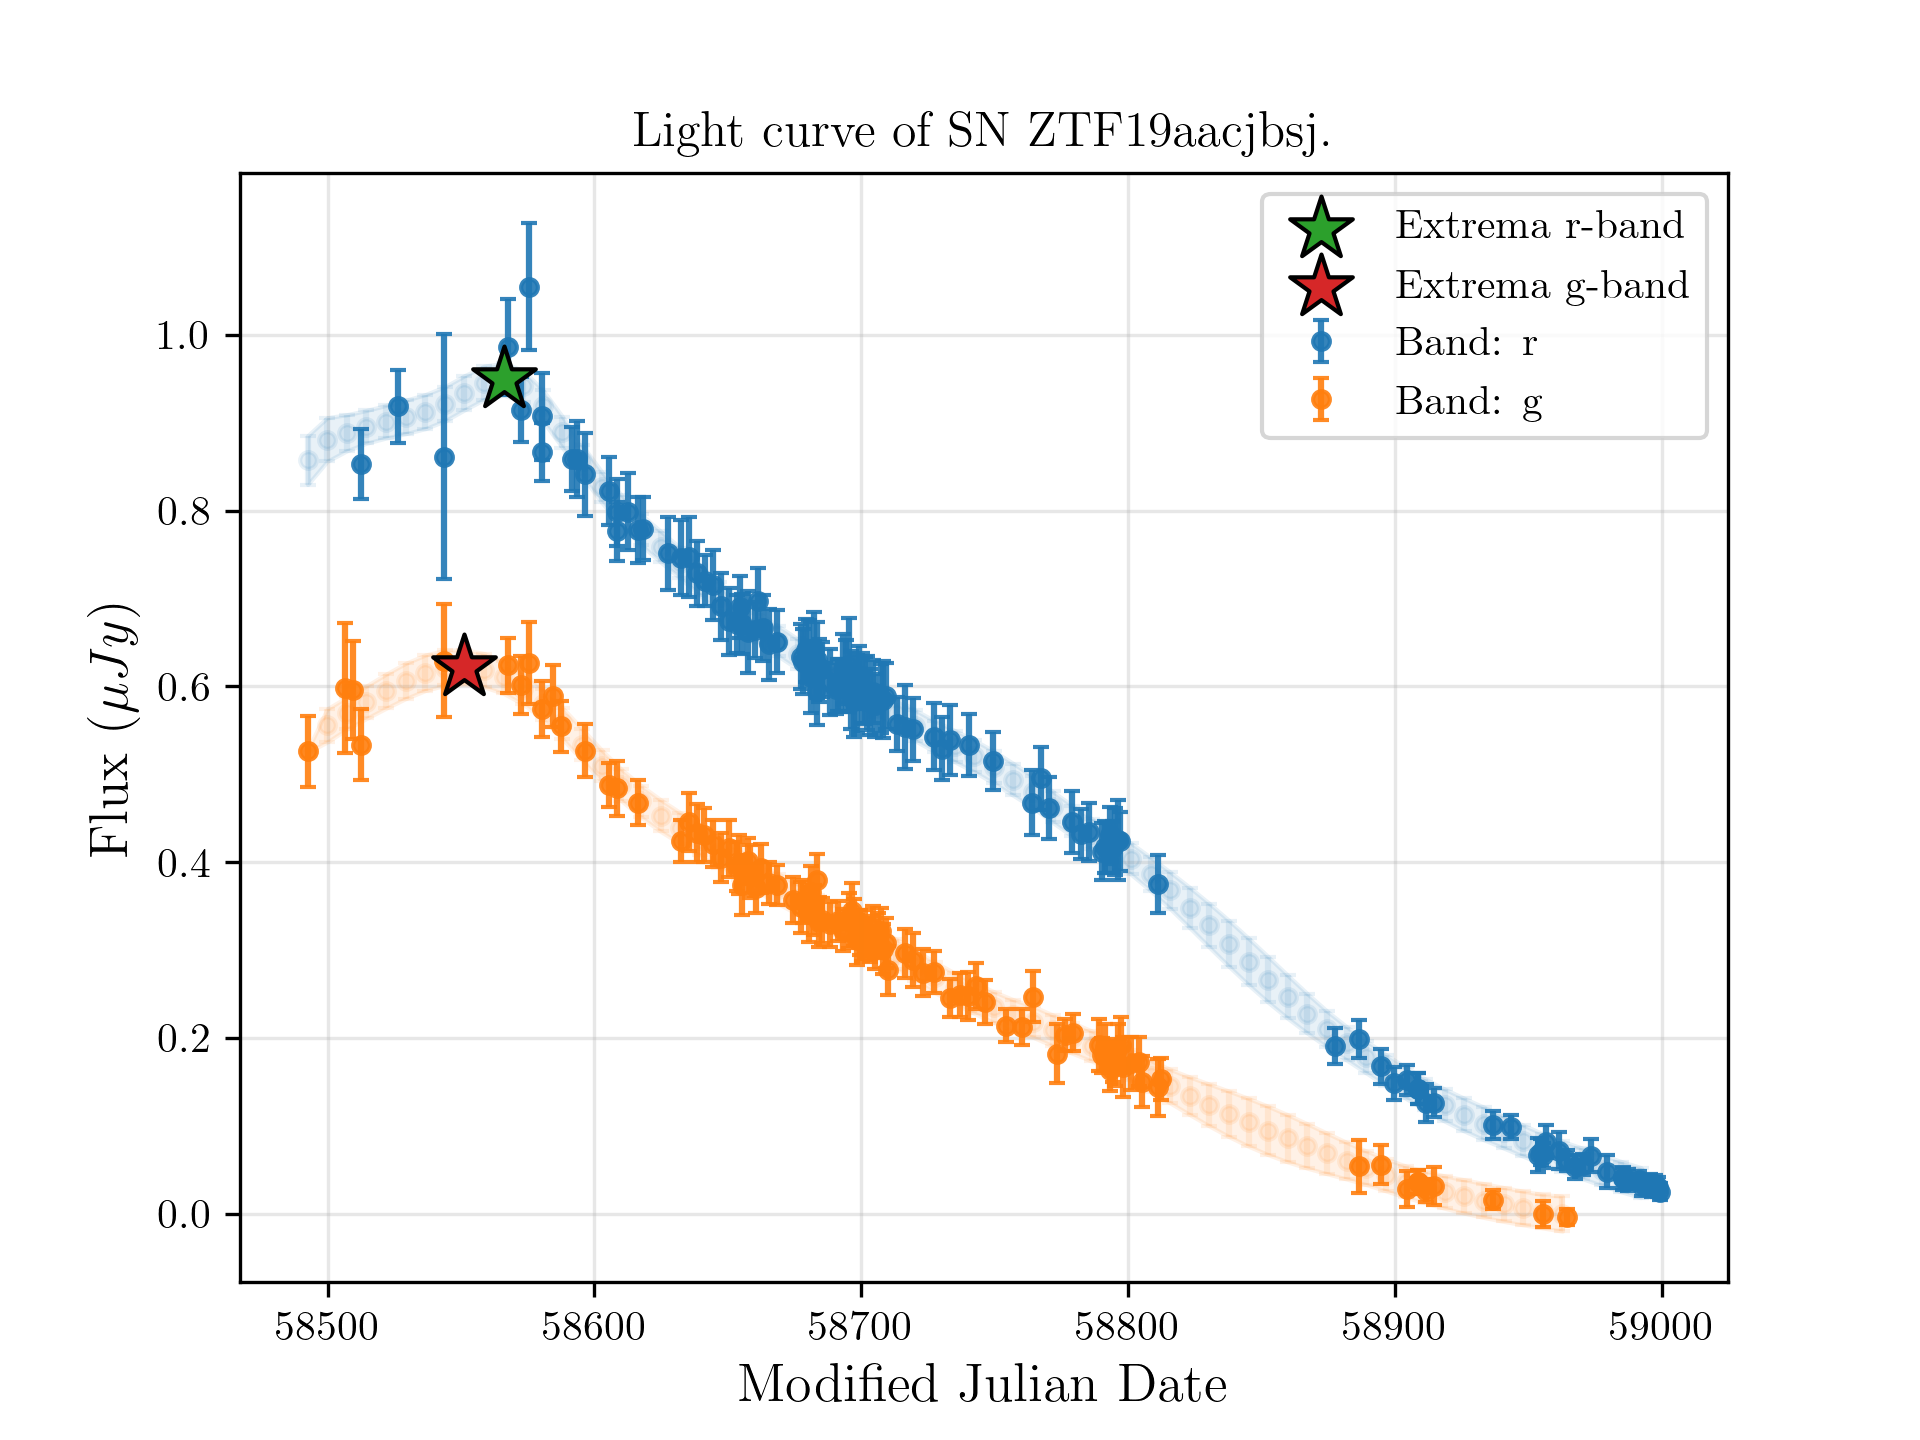 Light curve of SN ZTF19aacjbsj.
Extrema r-band
Extrema g-band
Band: r
Band: g
1.0
0.8
0.6
0.4
0.2
0.0
Flux (μJy)
58500 58600 58700 58800 58900 59000
Modified Julian Date